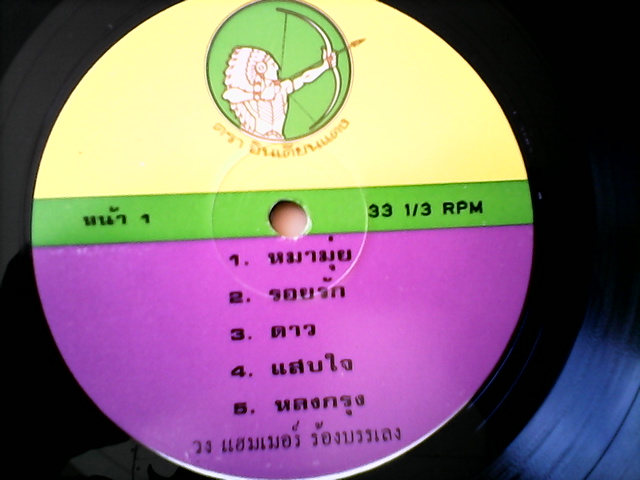 ตรา อินเดียนแดง
หน้า 1
33 1/3 RPM
1. หมามุ่ย
2. รอยรัก
3. ดาว
4. แสบใจ
5. หลงกรุง
วง แฮมเมอร์ ร้องบรรเลง